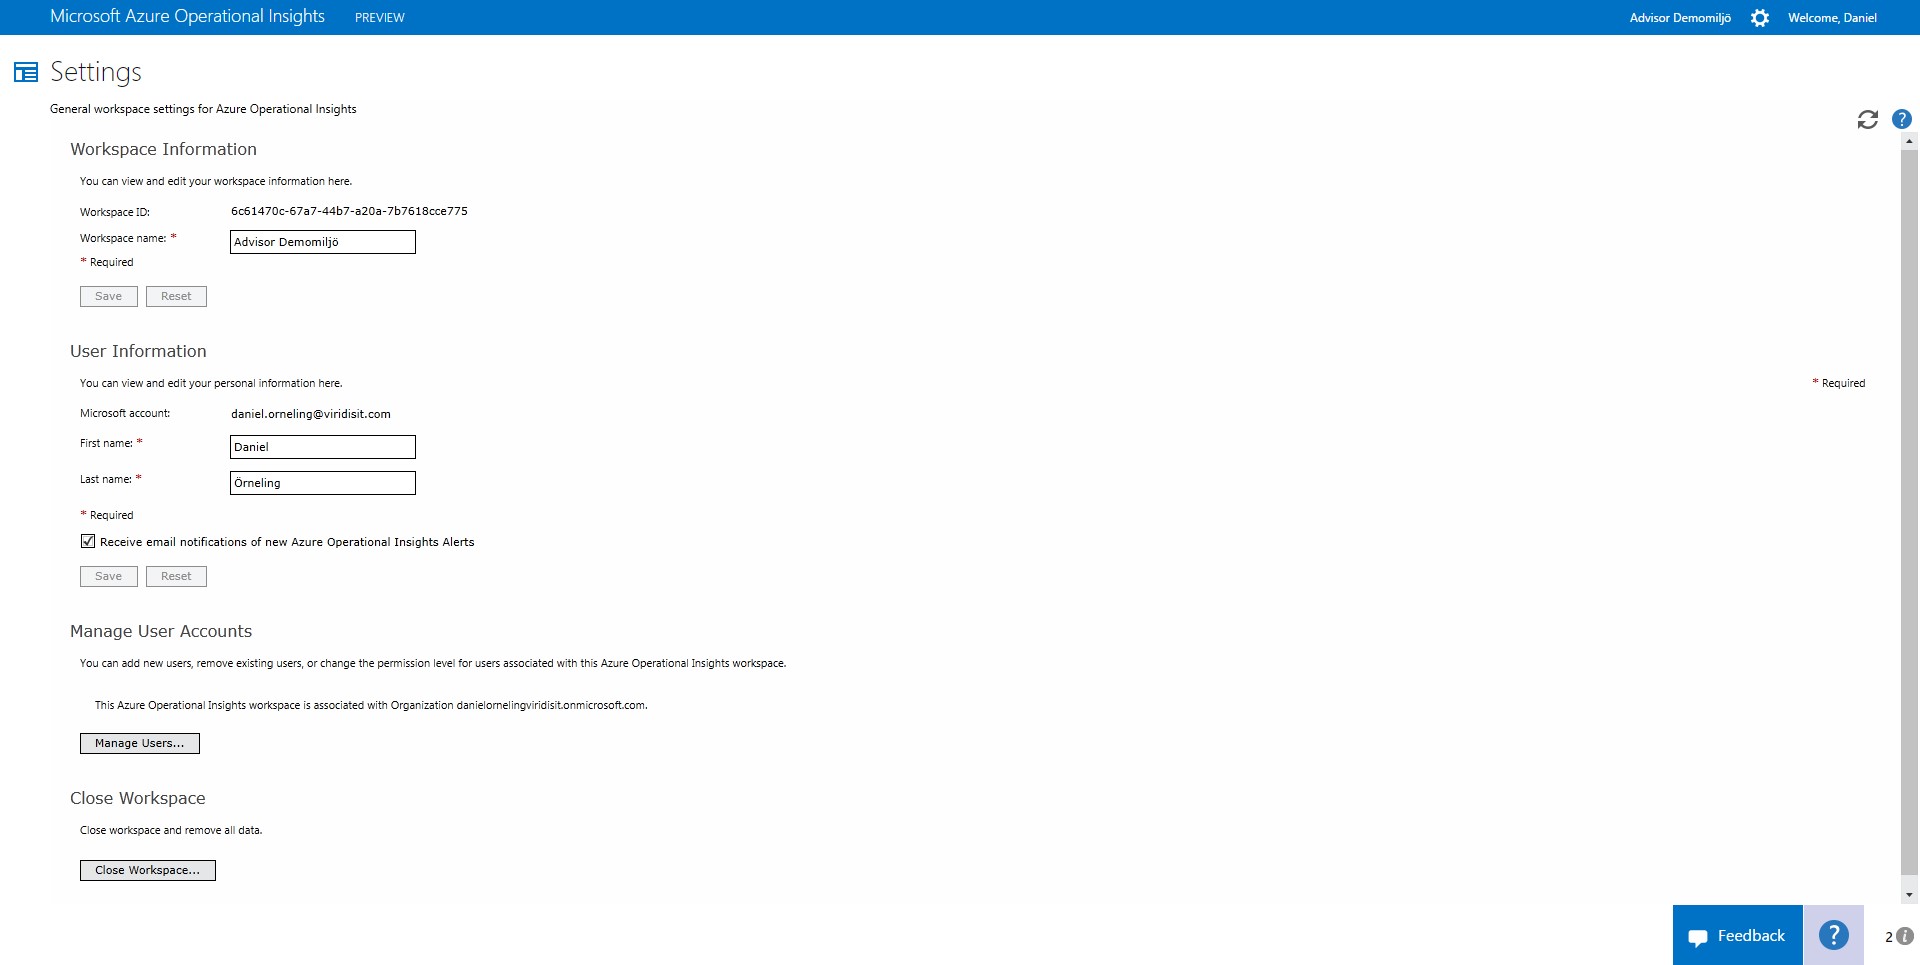 Microsoft Azure Operational Insights PREVIEW Advisor Demomiljö Welcome, Daniel
Settings
General workspace settings for Azure Operational Insights
?
Workspace Information
You can view and edit your workspace information here.
Workspace ID: 6c61470c-67a7-44b7-a20a-7b7618cce775
Workspace name: * Advisor Demomiljö
* Required
Save Reset
User Information
You can view and edit your personal information here. * Required
Microsoft account: daniel.orneling@viridisit.com
First name: * Daniel
Last name: * Örneling
* Required
Receive email notifications of new Azure Operational Insights Alerts
Save Reset
Manage User Accounts
You can add new users, remove existing users, or change the permission level for users associated with this Azure Operational Insights workspace.
This Azure Operational Insights workspace is associated with Organization danielornelingviridisit.onmicrosoft.com.
Manage Users...
Close Workspace
Close workspace and remove all data.
Close Workspace...
Feedback ? 2 i